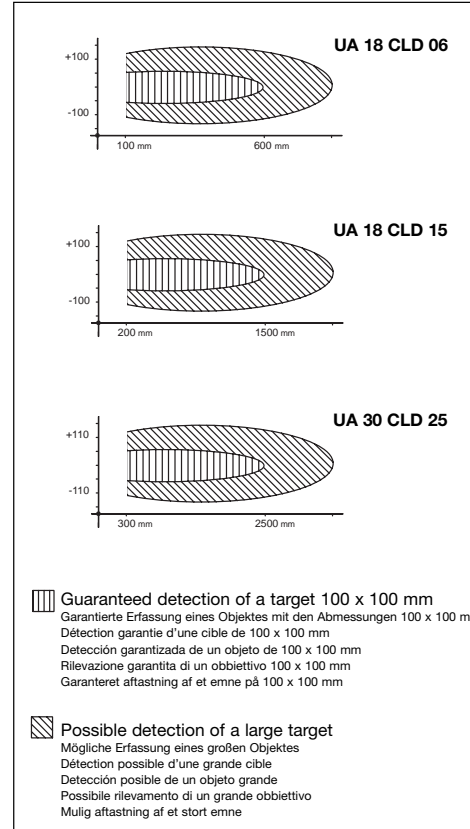 UA 18 CLD 06
+100
-100
100 mm
600 mm
UA 18 CLD 15
+100
-100
200 mm
1500 mm
UA 30 CLD 25
+110
-110
300 mm
2500 mm
Guaranteed detection of a target 100 x 100 mm
Garantierte Erfassung eines Objektes mit den Abmessungen 100 x 100 m
Détection garantie d'une cible de 100 x 100 mm
Detección garantizada de un objeto de 100 x 100 mm
Rilevazione garantita di un obbiettivo 100 x 100 mm
Garanteret aftastning af et emne på 100 x 100 mm
Possible detection of a large target
Mögliche Erfassung eines großen Objektes
Détection possible d'une grande cible
Detección posible de un objeto grande
Possibile rilevamento di un grande obbiettivo
Mulig aftastning af et stort emne